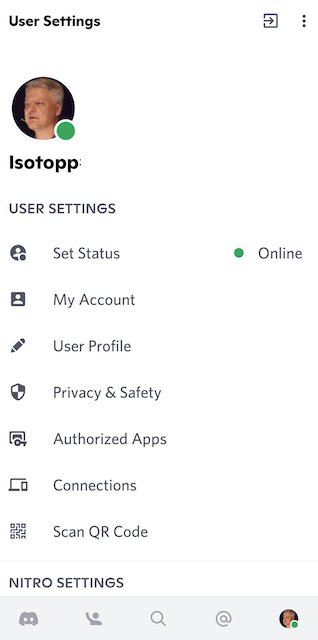 User Settings
Isotopp
USER SETTINGS
Set Status
Online
My Account
User Profile
Privacy & Safety
Authorized Apps
Connections
Scan QR Code
NITRO SETTINGS